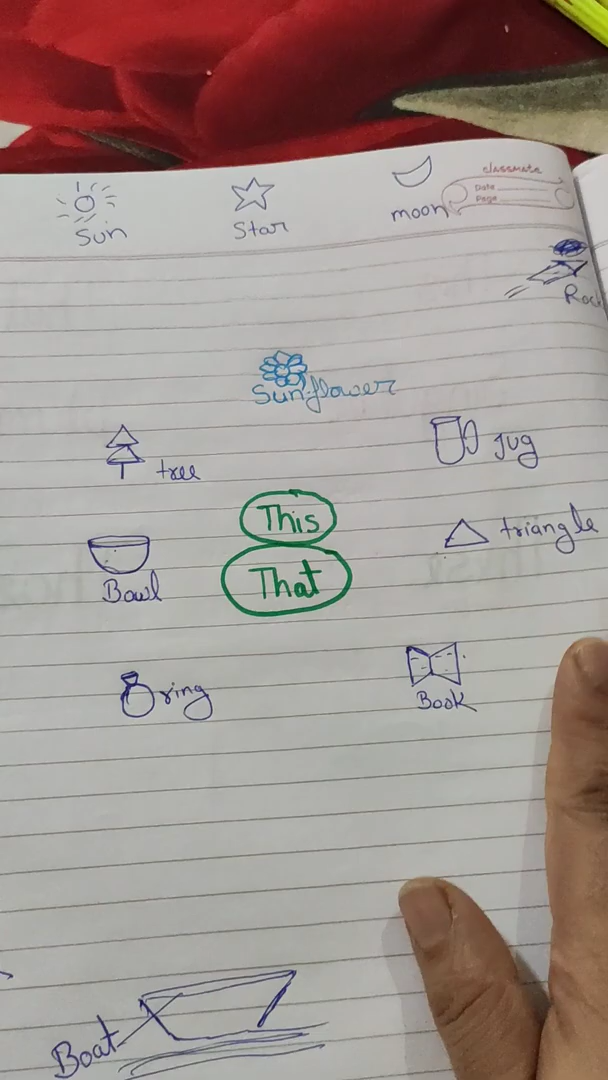 classmate
Date
Page
Sun
Star
moon
Sunflower
tree
Jug
This
triangle
That
Bowl
ring
Book
Boat